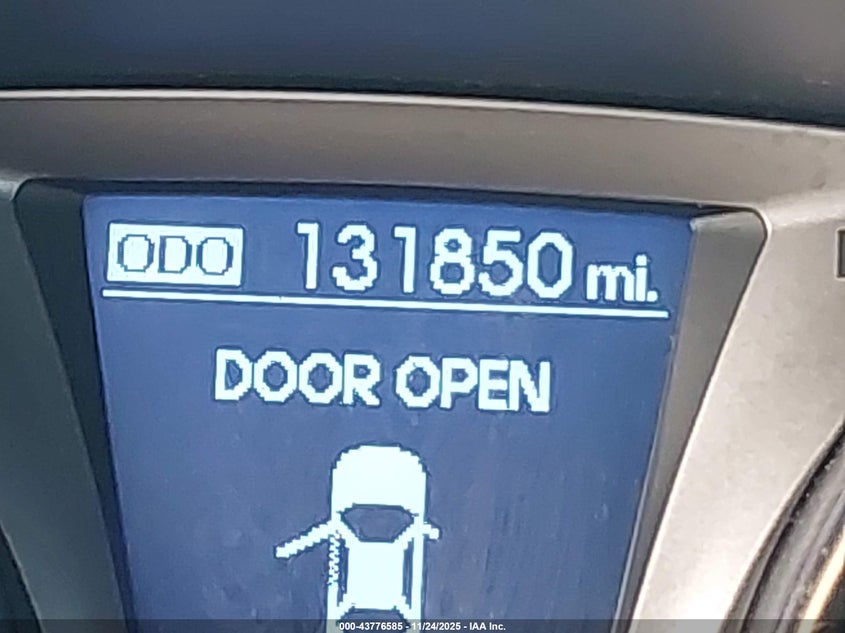 ODO 131850 mi.
DOOR OPEN
000-43776585 - 11/24/2025 - IAA Inc.